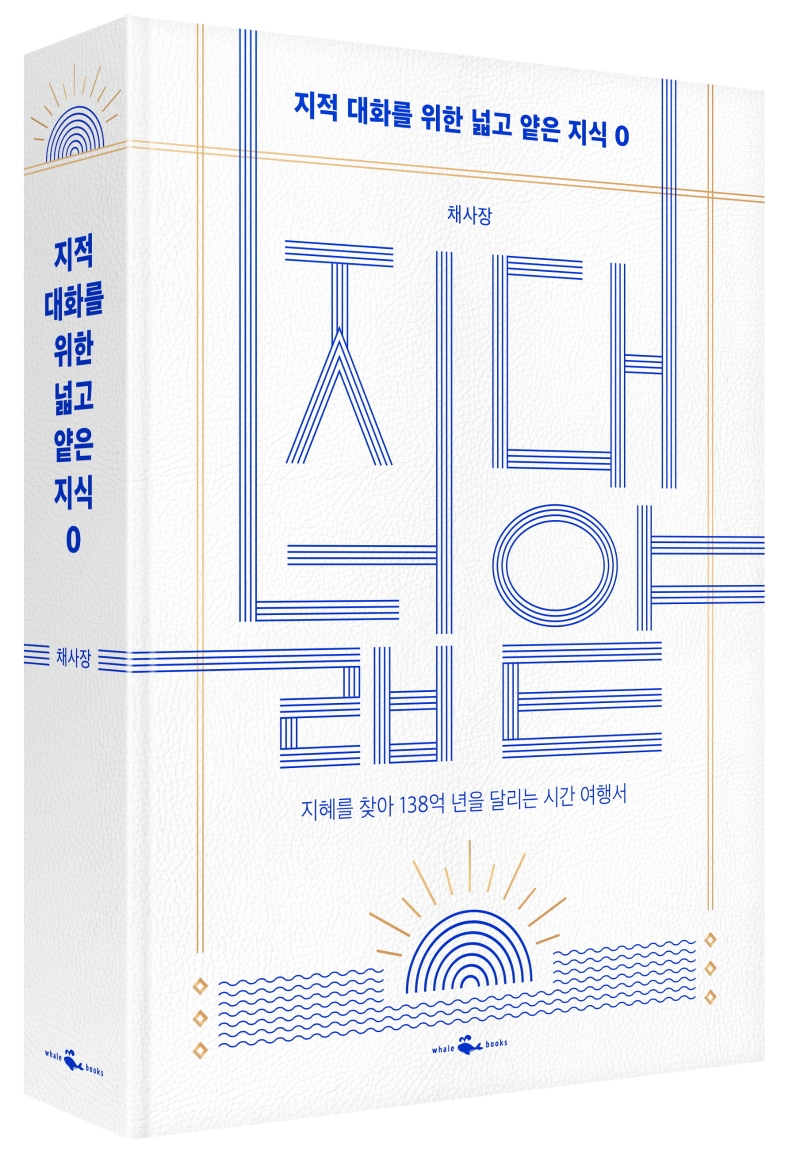 지적
대화를
위한
넓고
얕은
지식
0
채사장
whale books
지적 대화를 위한 넓고 얕은 지식 0
채사장
지대
넓얕
지혜를 찾아 138억 년을 달리는 시간 여행서
whale books